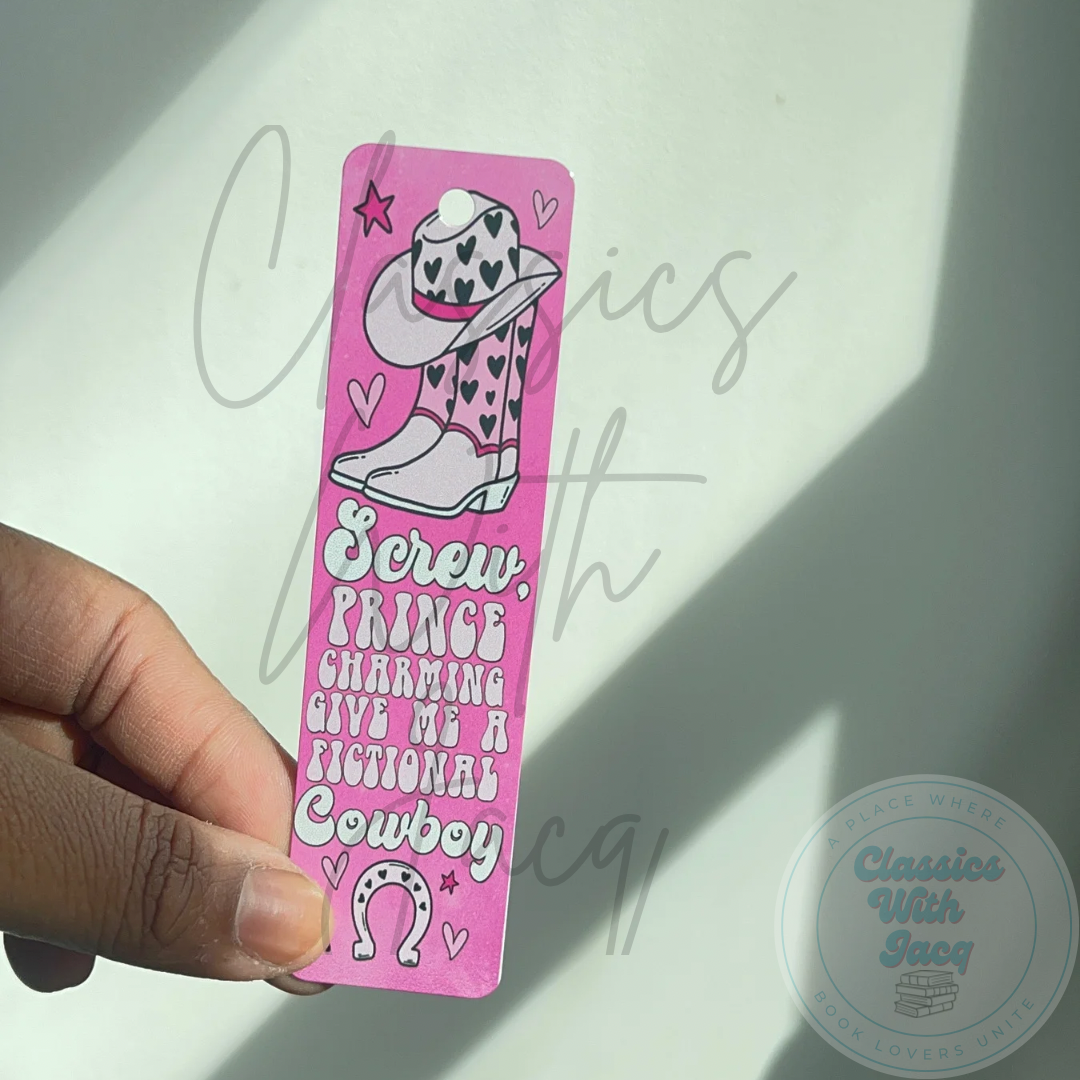 Screw,
PRINCE
CHARMING
GIVE ME A
FICTIONAL
Cowboy
Classics
With
Jacq
A PLACE WHERE
Classics
With
Jacq
BOOK LOVERS UNITE